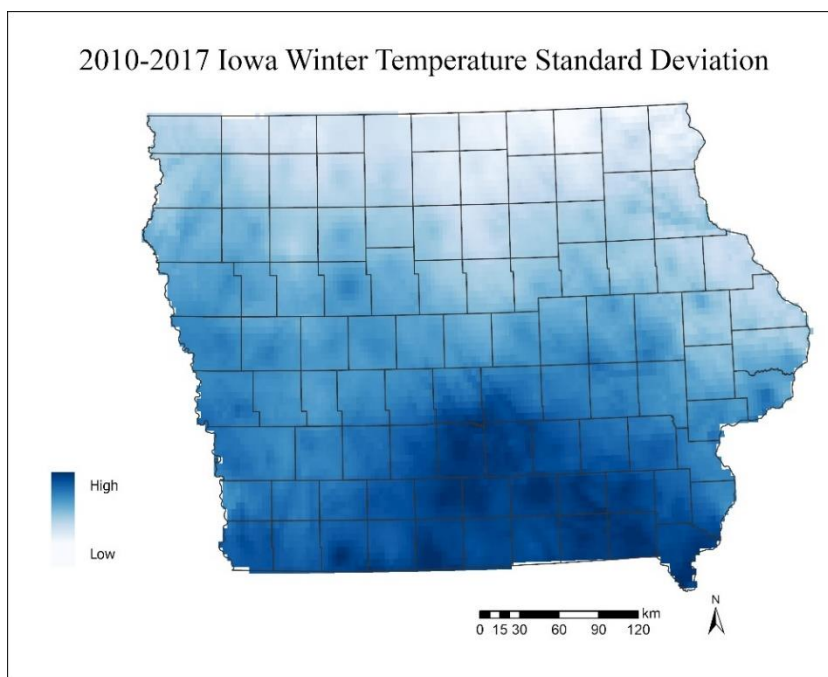 2010-2017 Iowa Winter Temperature Standard Deviation
High
Low
N
km
0 15 30 60 90 120